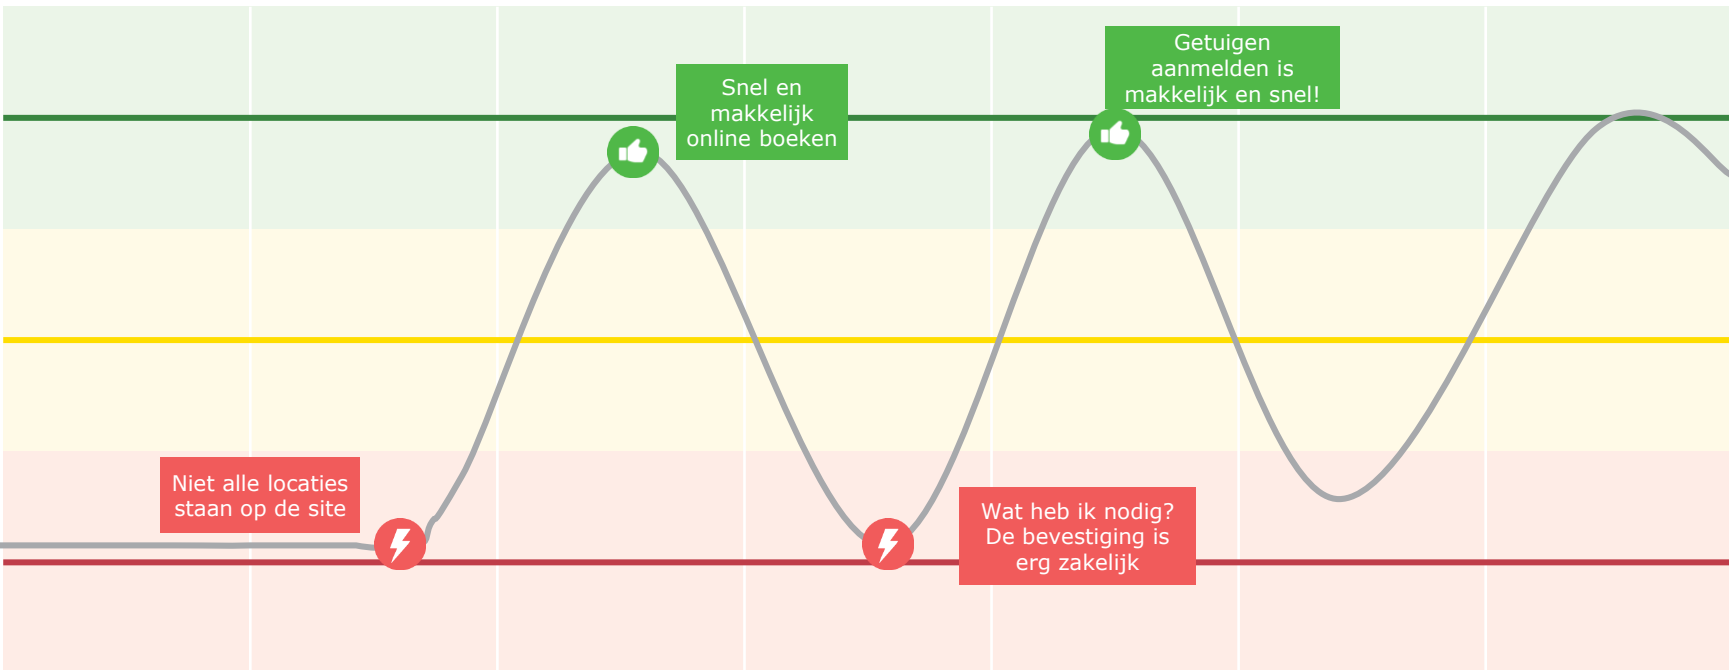 Niet alle locaties
staan op de site
Snel en
makkelijk
online boeken
Wat heb ik nodig?
De bevestiging is
erg zakelijk
Getuigen
aanmelden is
makkelijk en snel!